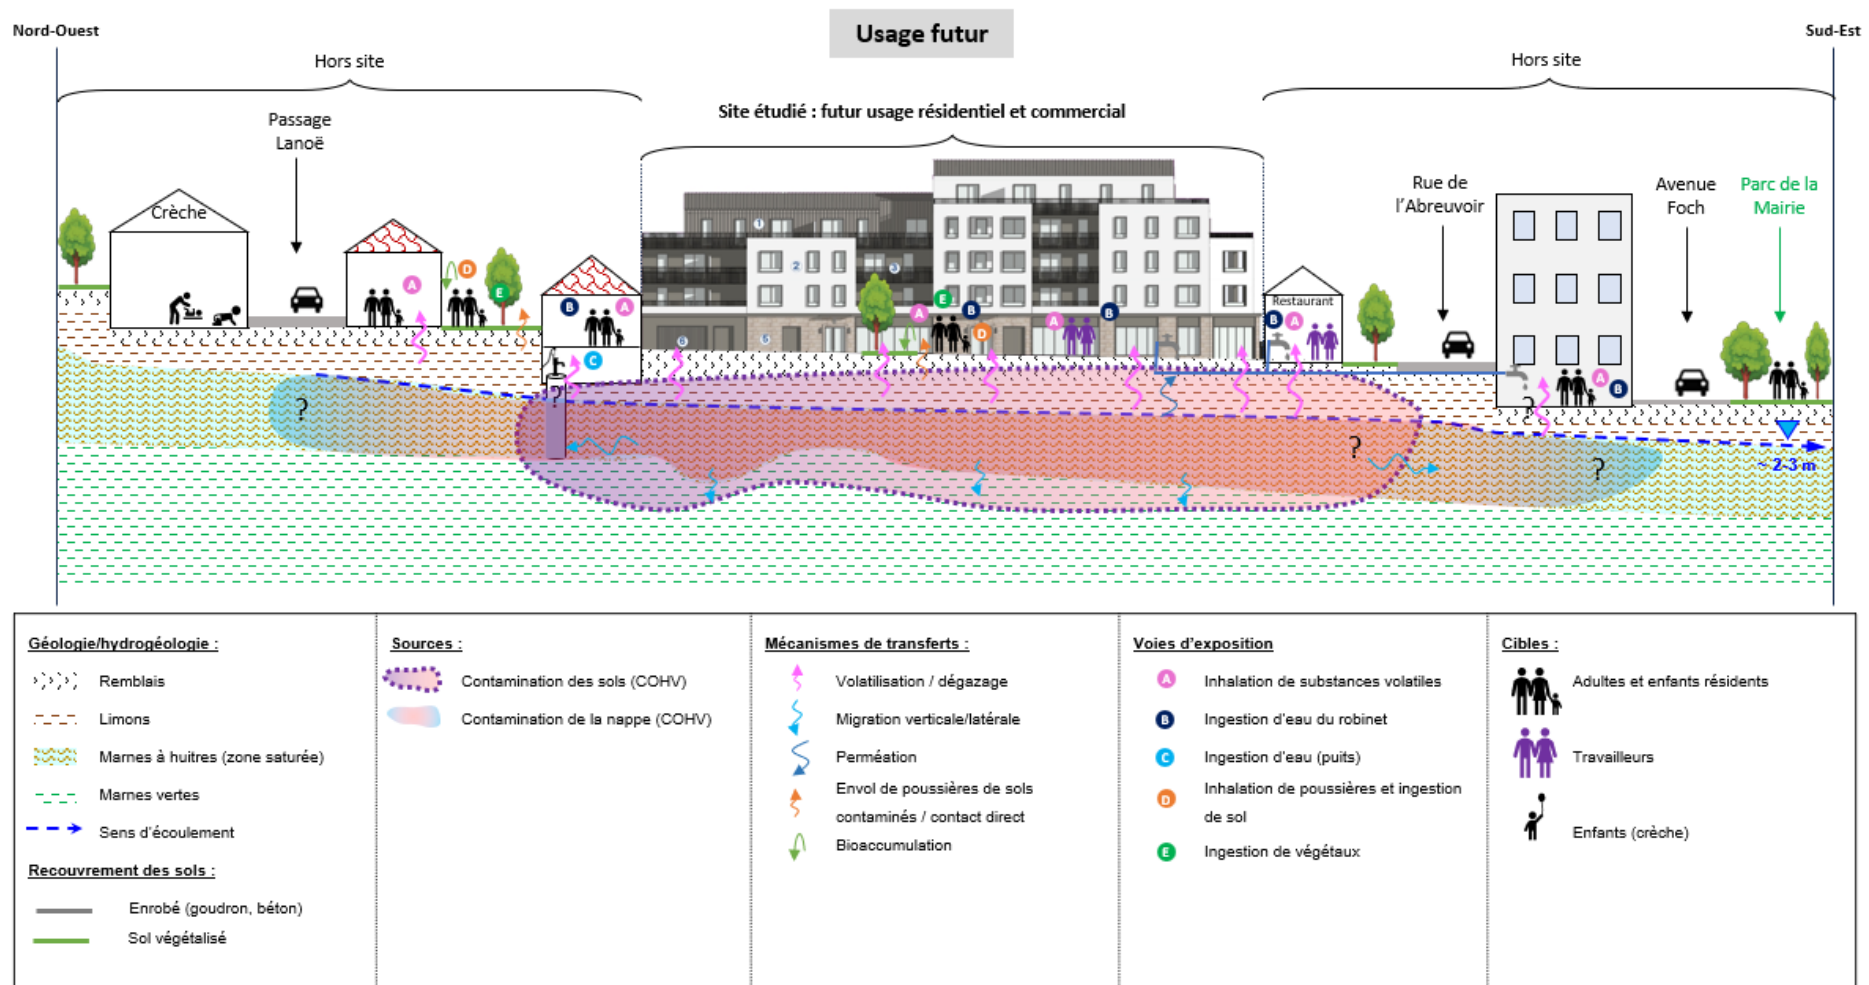 Usage futur
Nord-Ouest
Sud-Est
Hors site
Hors site
Site étudié : futur usage résidentiel et commercial
Passage
Lanoë
Crèche
Rue de
l'Abreuvoir
Avenue
Foch
Parc de la
Mairie
Restaurant
1
2
3
5
6
A
D
E
B
A
C
A
E
B
D
A
B
B
A
A
B
?
?
?
?
?
~ 2-3 m
Géologie/hydrogéologie :
Remblais
Limons
Marnes à huitres (zone saturée)
Marnes vertes
Sens d'écoulement
Recouvrement des sols :
Enrobé (goudron, béton)
Sol végétalisé
Sources :
Contamination des sols (COHV)
Contamination de la nappe (COHV)
Mécanismes de transferts :
Volatilisation / dégazage
Migration verticale/latérale
Perméation
Envol de poussières de sols
contaminés / contact direct
Bioaccumulation
Voies d'exposition
A Inhalation de substances volatiles
B Ingestion d'eau du robinet
C Ingestion d'eau (puits)
D Inhalation de poussières et ingestion
de sol
E Ingestion de végétaux
Cibles :
Adultes et enfants résidents
Travailleurs
Enfants (crèche)